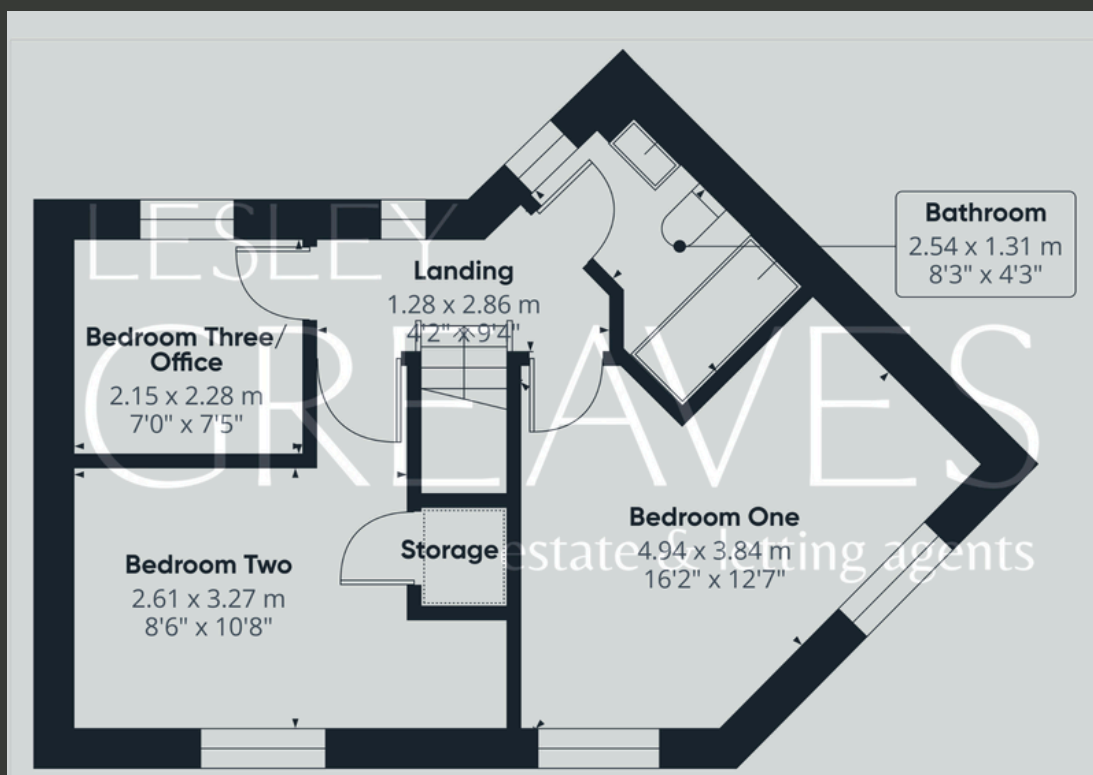 LESLEY
GREAVES
estate & letting agents
Bathroom
2.54 x 1.31 m
8'3" x 4'3"
Landing
1.28 x 2.86 m
4'2" x 9'4"
Bedroom Three/
Office
2.15 x 2.28 m
7'0" x 7'5"
Bedroom One
4.94 x 3.84 m
16'2" x 12'7"
Storage
Bedroom Two
2.61 x 3.27 m
8'6" x 10'8"